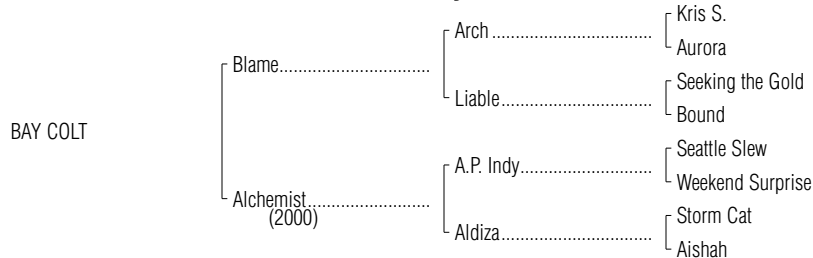 Kris S.
Arch ..................................
Aurora
Blame................................
Seeking the Gold
Liable................................
Bound
BAY COLT
Seattle Slew
A.P. Indy............................
Weekend Surprise
Alchemist..........................
(2000)
Storm Cat
Aldiza................................
Aishah